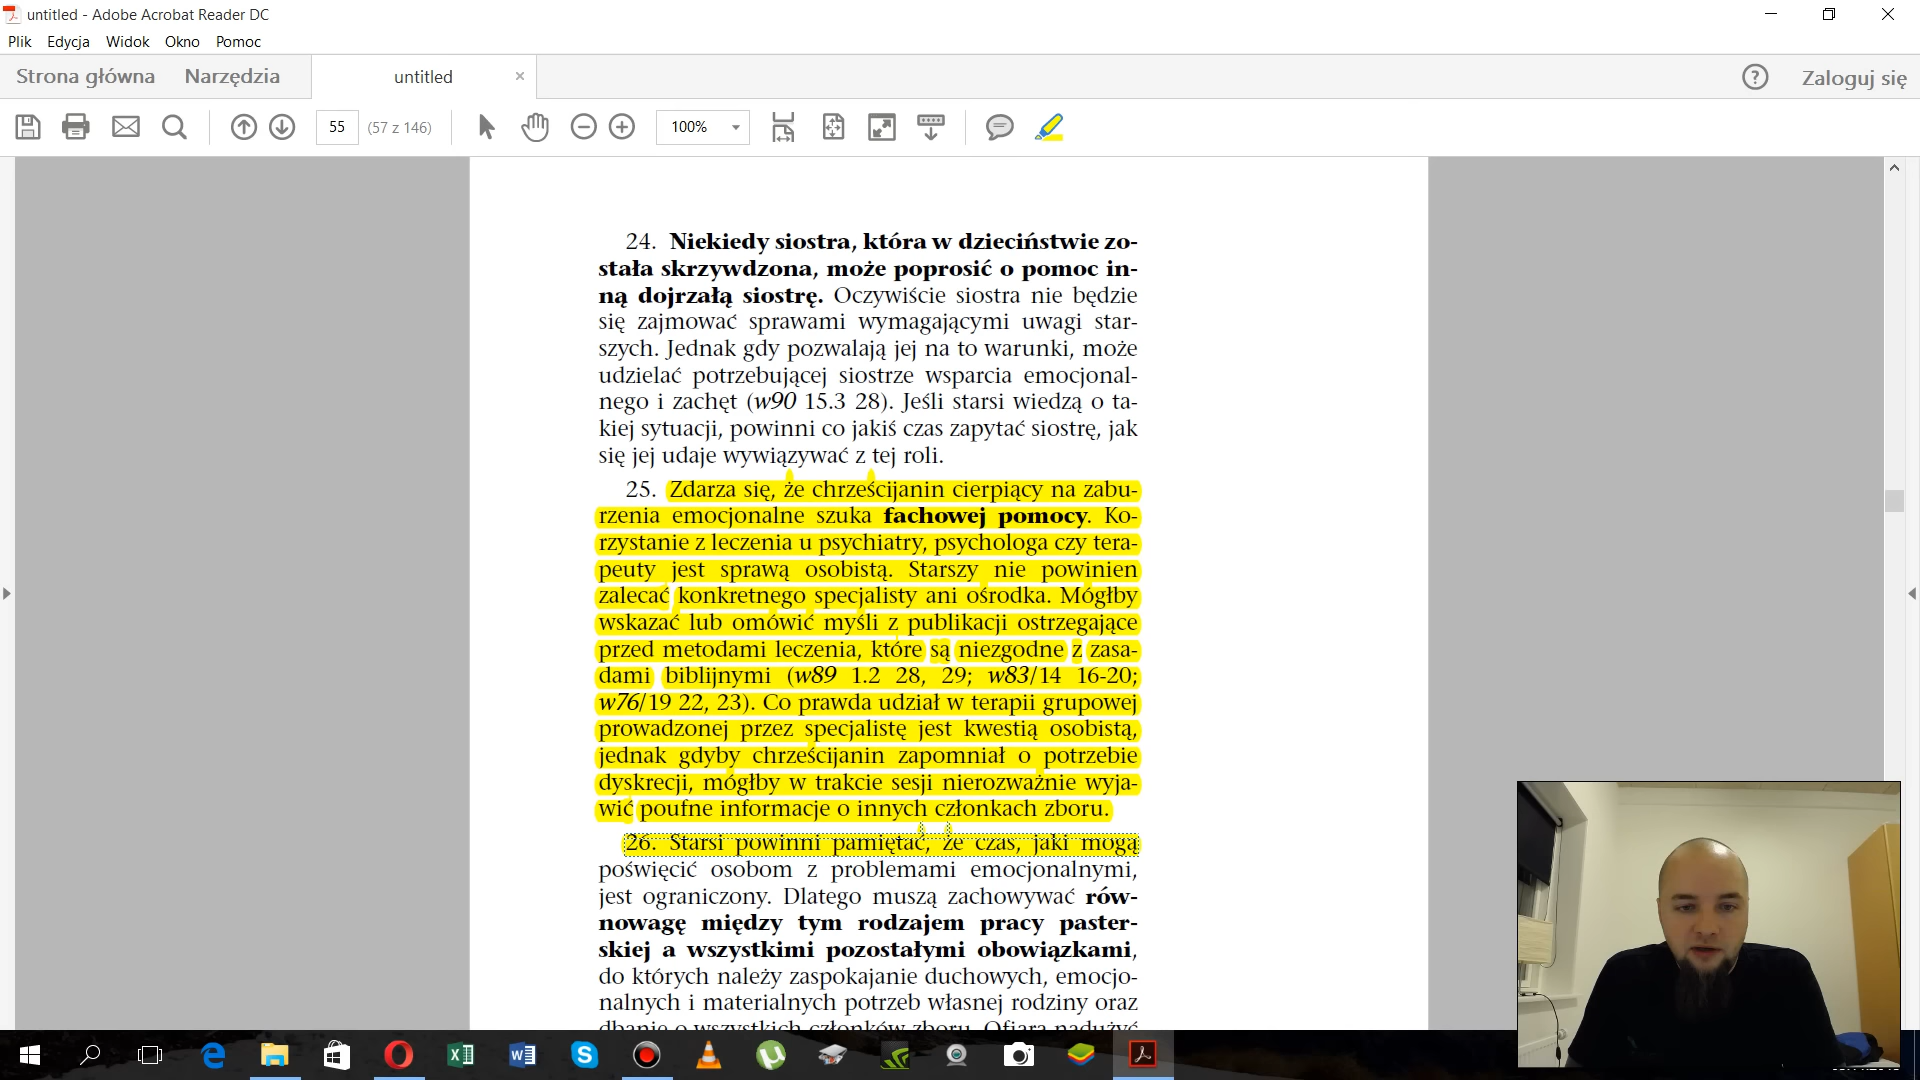 untitled - Adobe Acrobat Reader DC
Plik Edycja Widok Okno Pomoc
Strona główna Narzędzia untitled × ? Zaloguj się
55 (57 z 146) 100%
24. Niekiedy siostra, która w dzieciństwie zo-
stała skrzywdzona, może poprosić o pomoc in-
ną dojrzałą siostrę. Oczywiście siostra nie będzie
się zajmować sprawami wymagającymi uwagi star-
szych. Jednak gdy pozwalają jej na to warunki, może
udzielać potrzebującej siostrze wsparcia emocjonal-
nego i zachęt (w90 15.3 28). Jeśli starsi wiedzą o ta-
kiej sytuacji, powinni co jakiś czas zapytać siostrę, jak
się jej udaje wywiązywać z tej roli.
25. Zdarza się, że chrześcijanin cierpiący na zabu-
rzenia emocjonalne szuka fachowej pomocy. Ko-
rzystanie z leczenia u psychiatry, psychologa czy tera-
peuty jest sprawą osobistą. Starszy nie powinien
zalecać konkretnego specjalisty ani ośrodka. Mógłby
wskazać lub omówić myśli z publikacji ostrzegające
przed metodami leczenia, które są niezgodne z zasa-
dami biblijnymi (w89 1.2 28, 29; w83/14 16-20;
w76/19 22, 23). Co prawda udział w terapii grupowej
prowadzonej przez specjalistę jest kwestią osobistą,
jednak gdyby chrześcijanin zapomniał o potrzebie
dyskrecji, mógłby w trakcie sesji nierozważnie wyja-
wić poufne informacje o innych członkach zboru.
26. Starsi powinni pamiętać, że czas, jaki mogą
poświęcić osobom z problemami emocjonalnymi,
jest ograniczony. Dlatego muszą zachowywać rów-
nowagę między tym rodzajem pracy paster-
skiej a wszystkimi pozostałymi obowiązkami,
do których należy zaspokajanie duchowych, emocjo-
nalnych i materialnych potrzeb własnej rodziny oraz
dbanie o wszystkich członków zboru. Ofiara nadużyć